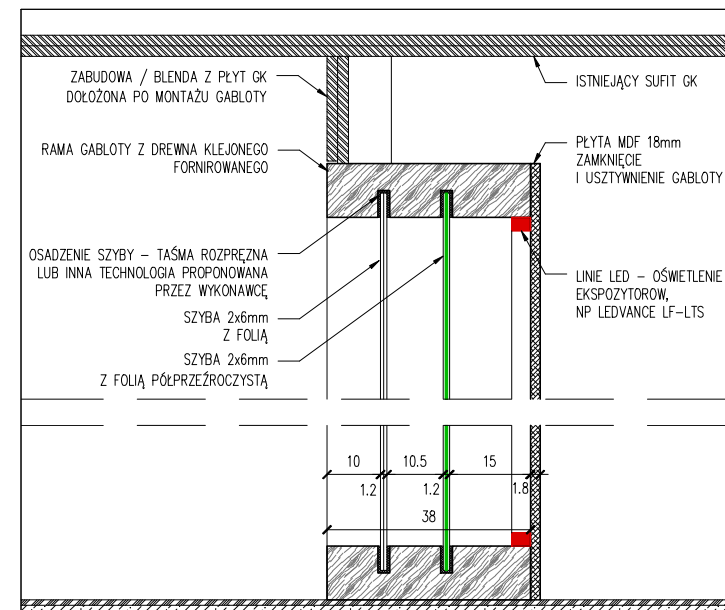 ZABUDOWA / BLENDA Z PŁYT GK
DOŁOŻONA PO MONTAŻU GABLOTY
RAMA GABLOTY Z DREWNA KLEJONEGO
FORNIROWANEGO
OSADZENIE SZYBY – TAŚMA ROZPRĘŻNA
LUB INNA TECHNOLOGIA PROPONOWANA
PRZEZ WYKONAWCĘ
SZYBA 2x6mm
Z FOLIĄ
SZYBA 2x6mm
Z FOLIĄ PÓŁPRZEŹROCZYSTĄ
ISTNIEJĄCY SUFIT GK
PŁYTA MDF 18mm
ZAMKNIĘCIE
I USZTYWNIENIE GABLOTY
LINIE LED – OŚWIETLENIE
EKSPOZYTOROW,
NP LEDVANCE LF–LTS
10 10.5 15
1.2 1.2 1.8
38